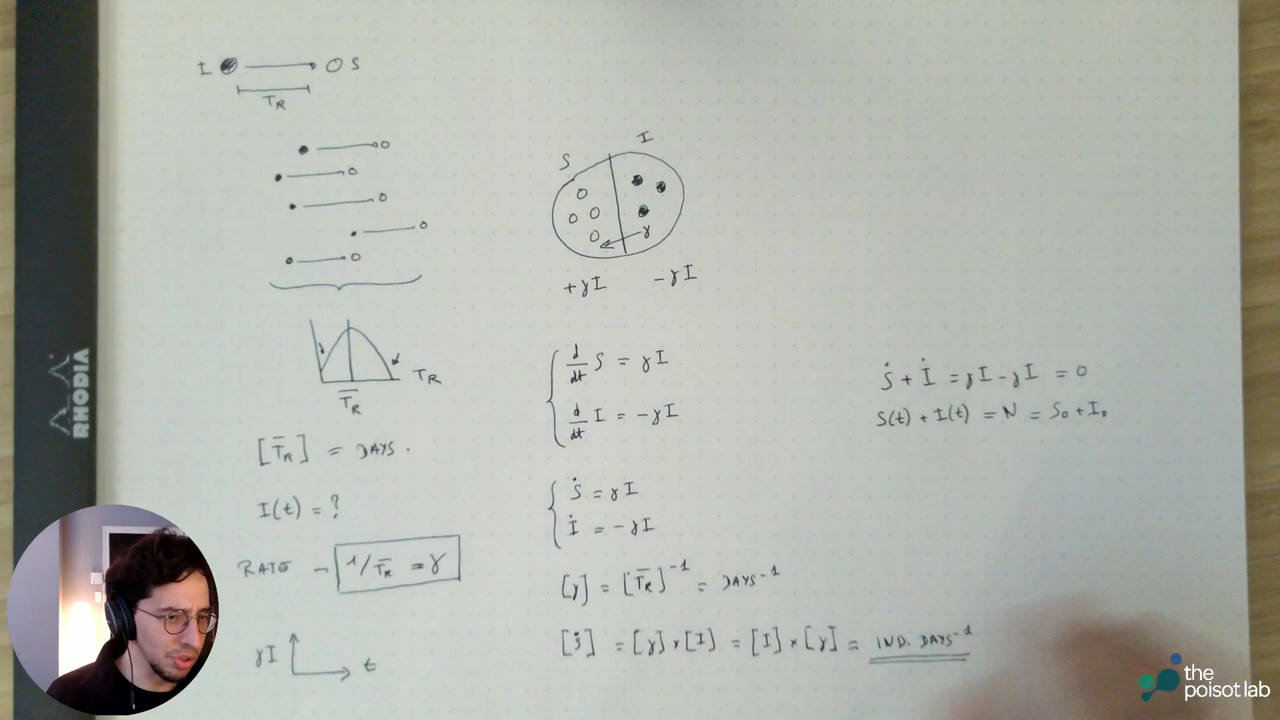 I S
T_R
T_R
T̄_R
[T̄_R] = DAYS.
I(t) = ?
RATE → 1/T̄_R = γ
γI t
S I
γ
+γI -γI
d/dt S = γI
d/dt I = -γI
Ṡ = γI
İ = -γI
[γ] = [T̄_R]⁻¹ = DAYS⁻¹
[Ṡ] = [γ]×[I] = [I]×[γ] = IND. DAYS⁻¹
Ṡ + İ = γI - γI = 0
S(t) + I(t) = N = S₀ + I₀
RHODIA
the
poisot lab